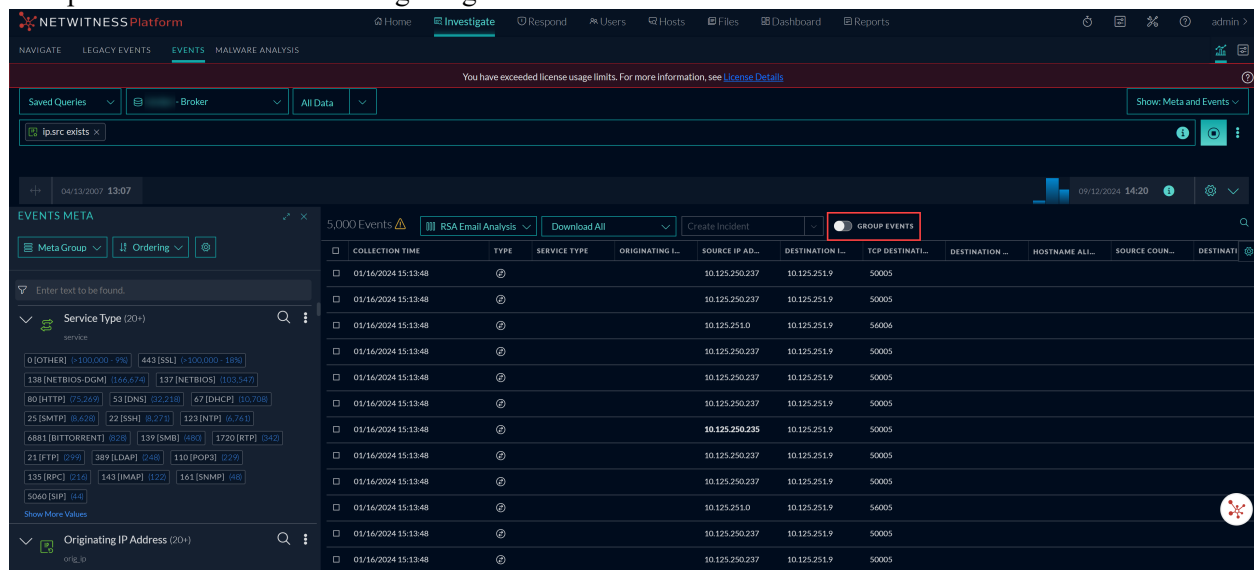 NETWITNESS Platform Home Investigate Respond Users Hosts Files Dashboard Reports admin >
NAVIGATE LEGACY EVENTS EVENTS MALWARE ANALYSIS
You have exceeded license usage limits. For more information, see License Details
Saved Queries - Broker All Data Show: Meta and Events
ip.src exists ×
04/13/2007 13:07 09/12/2024 14:20
EVENTS META
5,000 Events RSA Email Analysis Download All Create Incident GROUP EVENTS
Meta Group Ordering
COLLECTION TIME TYPE SERVICE TYPE ORIGINATING I... SOURCE IP AD... DESTINATION I... TCP DESTINATI... DESTINATION ... HOSTNAME ALI... SOURCE COUN... DESTINATI
Enter text to be found.
Service Type (20+)
service
0 [OTHER] (>100,000 - 9%) 443 [SSL] (>100,000 - 18%)
138 [NETBIOS-DGM] (166,674) 137 [NETBIOS] (103,547)
80 [HTTP] (75,269) 53 [DNS] (32,218) 67 [DHCP] (10,708)
25 [SMTP] (8,628) 22 [SSH] (8,271) 123 [NTP] (6,761)
6881 [BITTORRENT] (828) 139 [SMB] (480) 1720 [RTP] (342)
21 [FTP] (299) 389 [LDAP] (248) 110 [POP3] (229)
135 [RPC] (216) 143 [IMAP] (122) 161 [SNMP] (48)
5060 [SIP] (44)
Show More Values
Originating IP Address (20+)
orig_ip
01/16/2024 15:13:48 10.125.250.237 10.125.251.9 50005
01/16/2024 15:13:48 10.125.250.237 10.125.251.9 50005
01/16/2024 15:13:48 10.125.251.0 10.125.251.9 56006
01/16/2024 15:13:48 10.125.250.237 10.125.251.9 50005
01/16/2024 15:13:48 10.125.250.237 10.125.251.9 50005
01/16/2024 15:13:48 10.125.250.237 10.125.251.9 50005
01/16/2024 15:13:48 10.125.250.235 10.125.251.9 50005
01/16/2024 15:13:48 10.125.250.237 10.125.251.9 50005
01/16/2024 15:13:48 10.125.250.237 10.125.251.9 50005
01/16/2024 15:13:48 10.125.251.0 10.125.251.9 56005
01/16/2024 15:13:48 10.125.250.237 10.125.251.9 50005
01/16/2024 15:13:48 10.125.250.237 10.125.251.9 50005